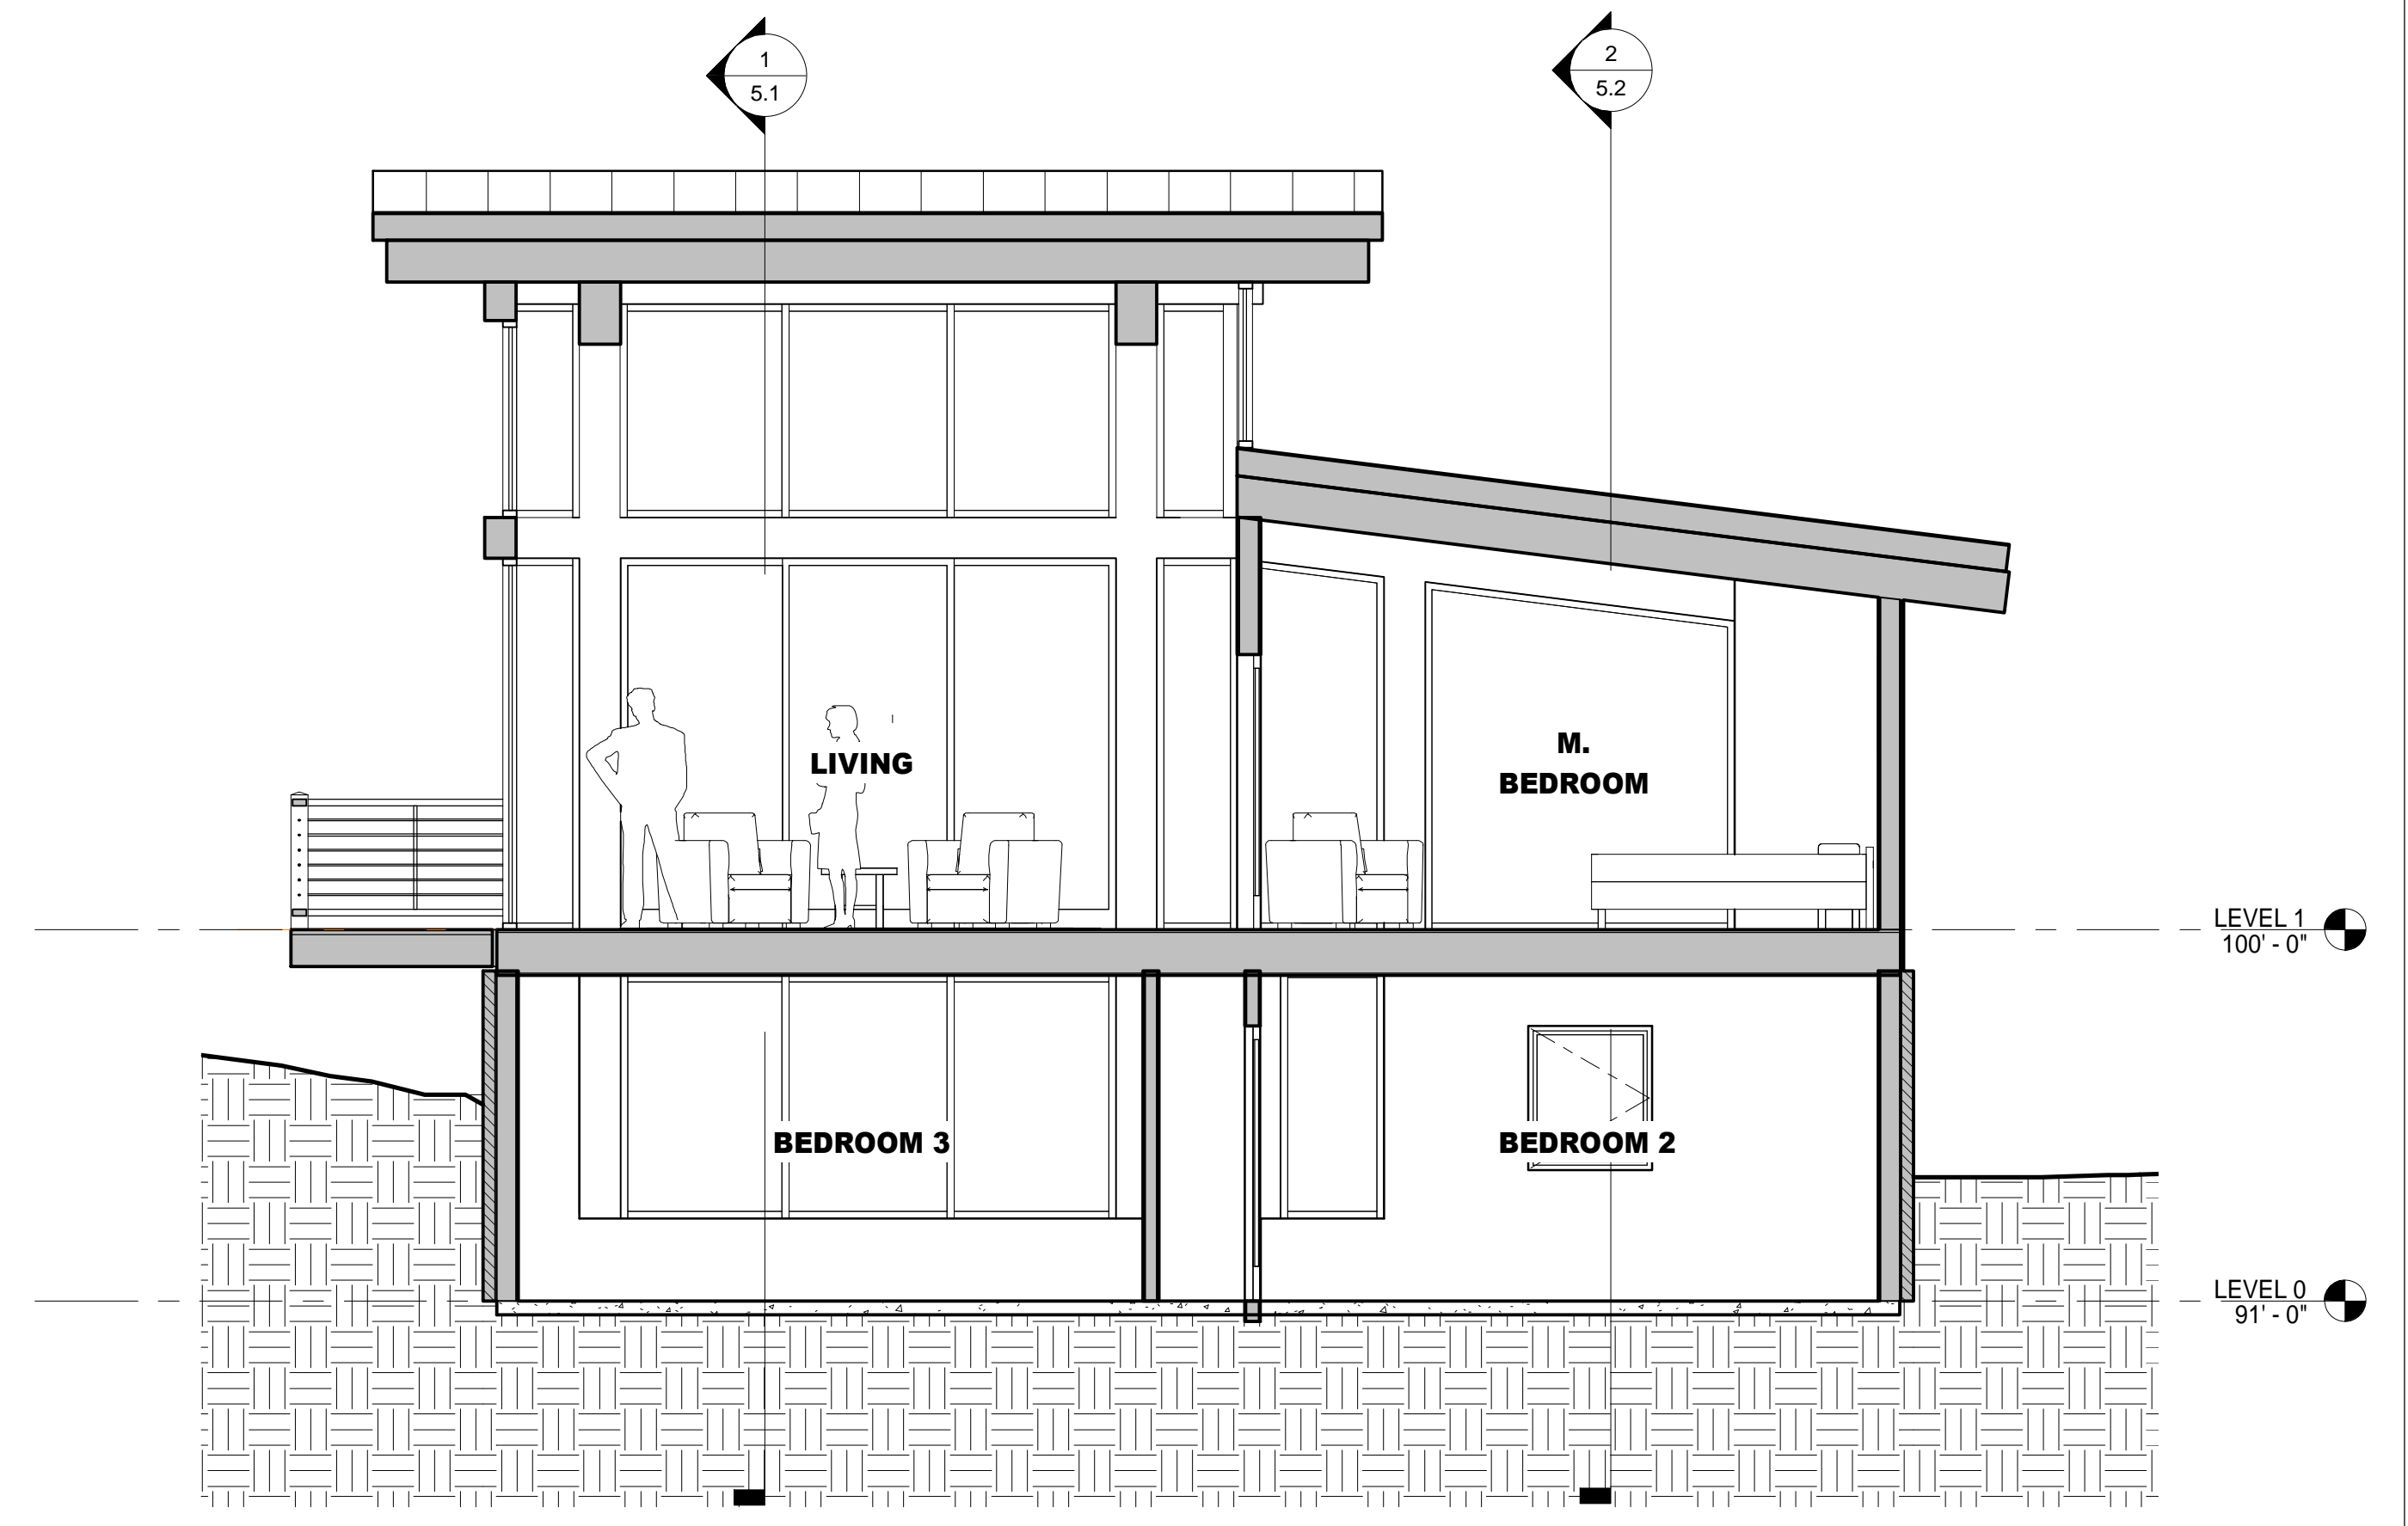 1
5.1
2
5.2
LIVING
M.
BEDROOM
LEVEL 1
100' - 0"
BEDROOM 3
BEDROOM 2
LEVEL 0
91' - 0"